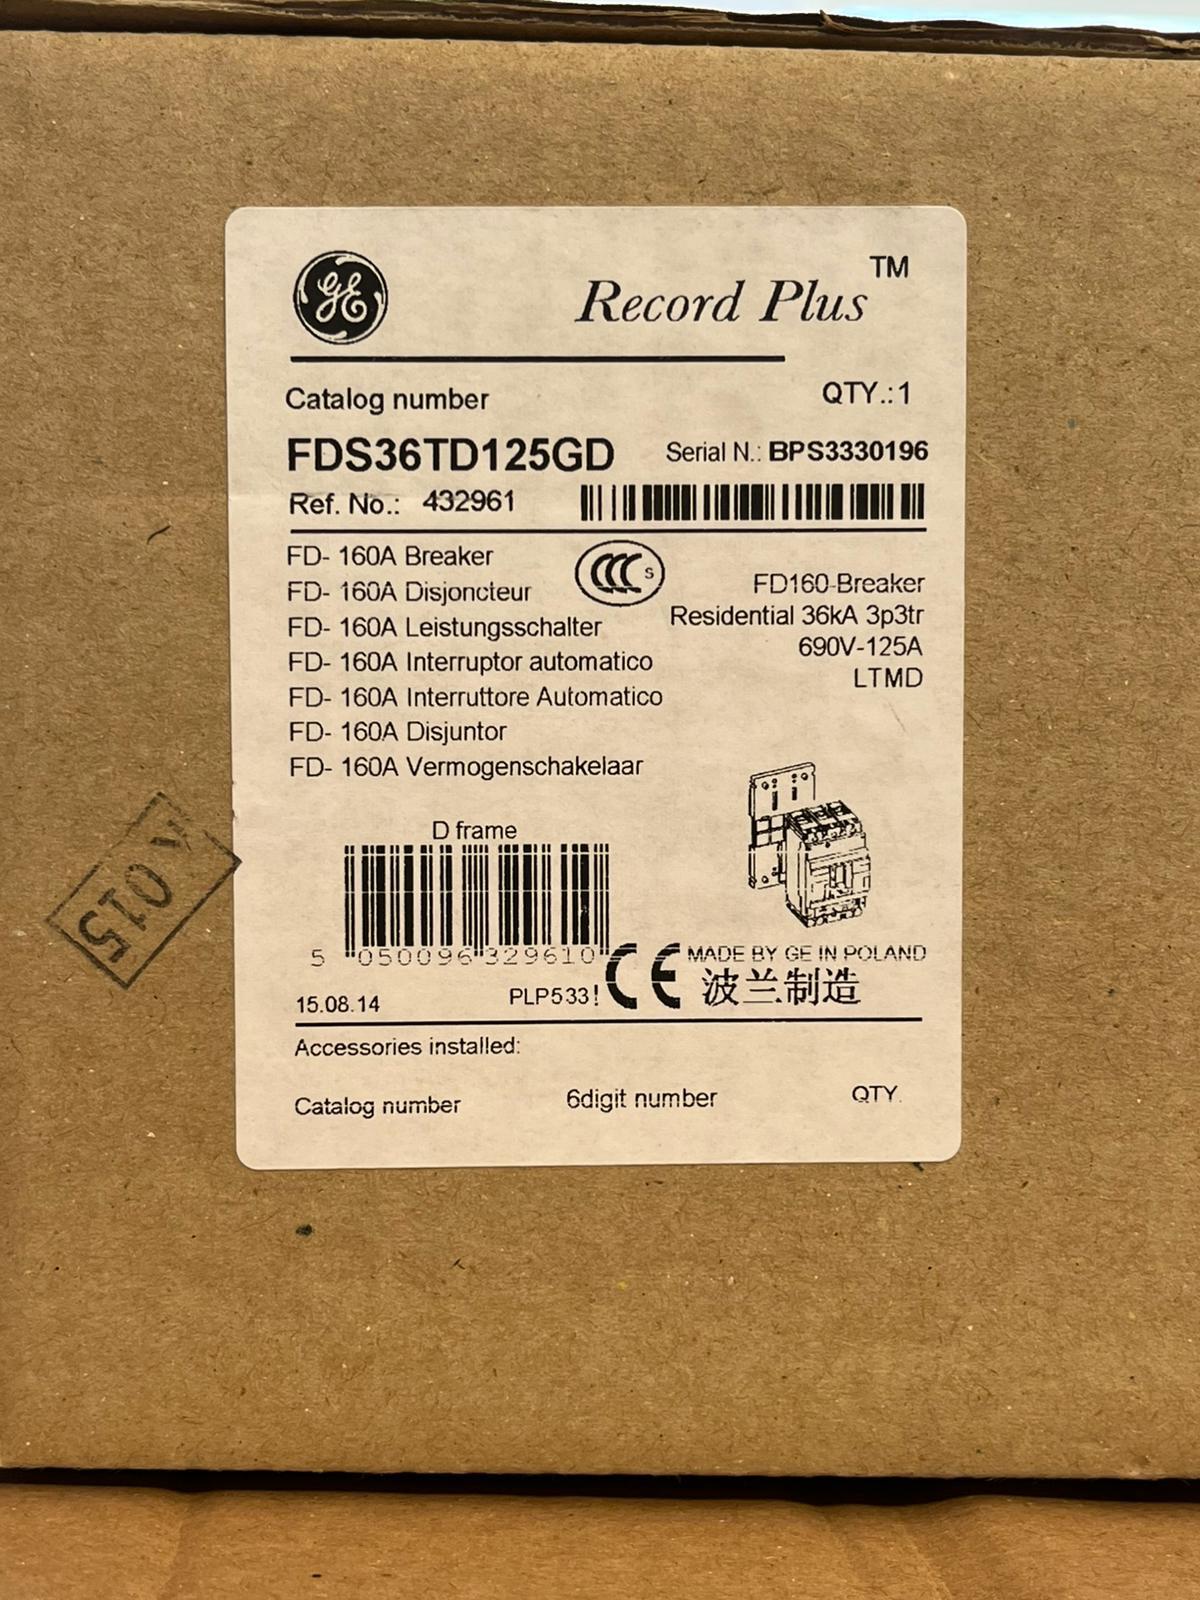 GE
Record Plus™
Catalog number
QTY.:1
FDS36TD125GD
Serial N.: BPS3330196
Ref. No.: 432961
FD- 160A Breaker
CCC S
FD160-Breaker
FD- 160A Disjoncteur
Residential 36kA 3p3tr
FD- 160A Leistungsschalter
690V-125A
FD- 160A Interruptor automatico
LTMD
FD- 160A Interruttore Automatico
FD- 160A Disjuntor
FD- 160A Vermogenschakelaar
D frame
5 "050096"329610"
CE
MADE BY GE IN POLAND
波兰制造
15.08.14
PLP533!
Accessories installed:
Catalog number
6digit number
QTY.
015